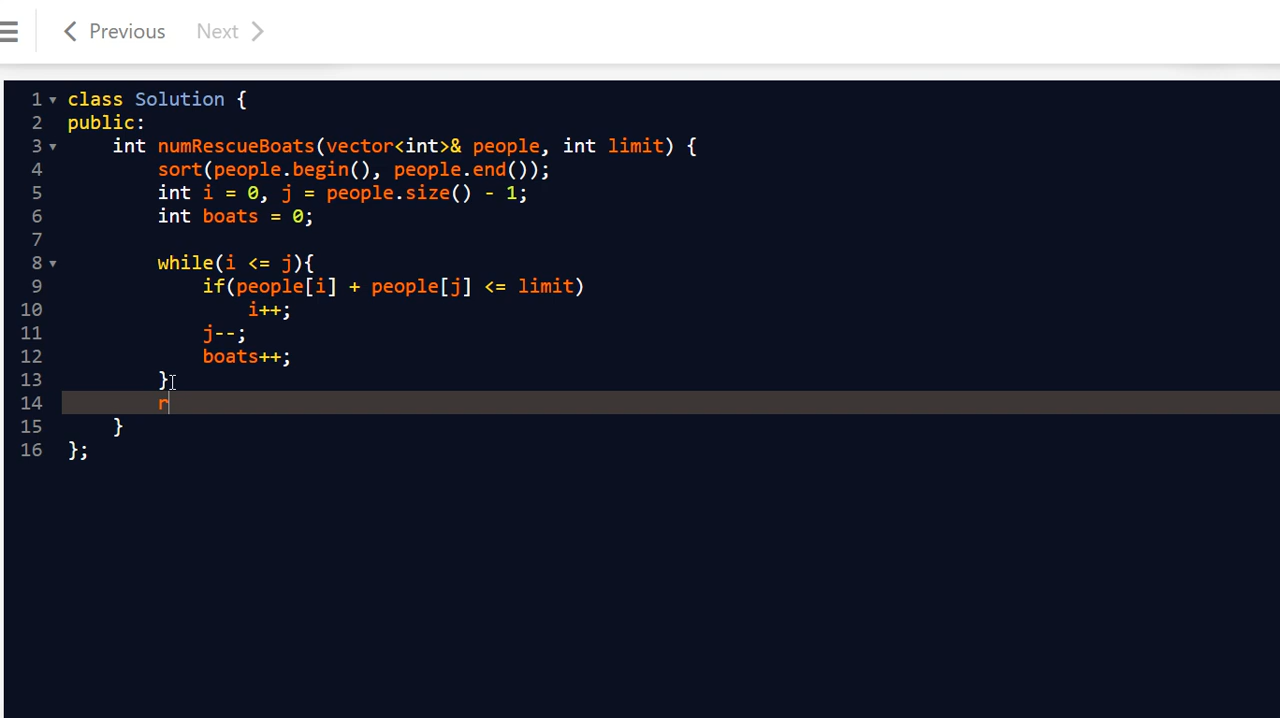 Previous Next
1 class Solution {
2 public:
3 int numRescueBoats(vector<int>& people, int limit) {
4 sort(people.begin(), people.end());
5 int i = 0, j = people.size() - 1;
6 int boats = 0;
7
8 while(i <= j){
9 if(people[i] + people[j] <= limit)
10 i++;
11 j--;
12 boats++;
13 }
14 r
15 }
16 };